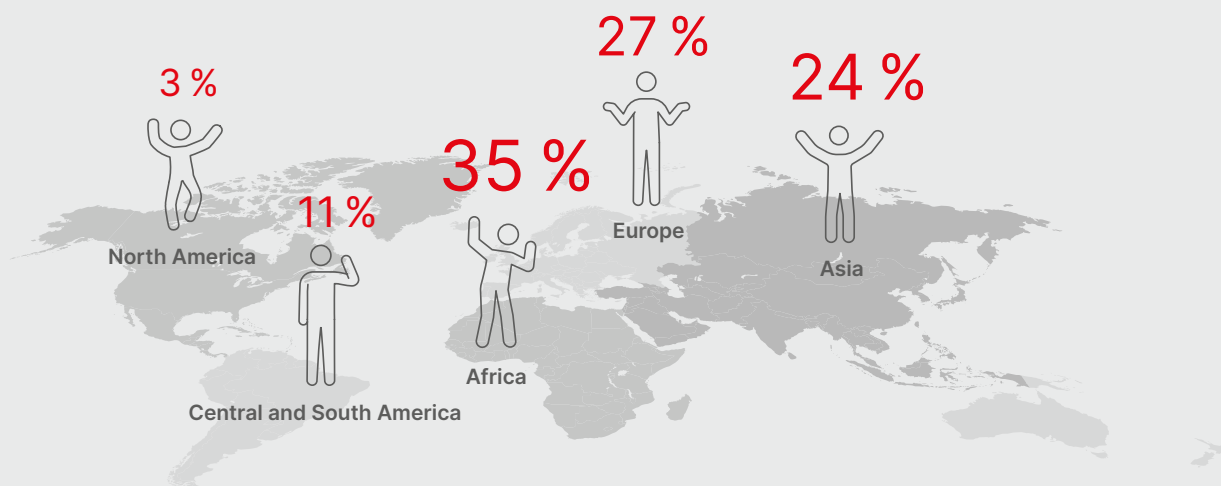 3 %
North America
11 %
Central and South America
35 %
Africa
27 %
Europe
24 %
Asia